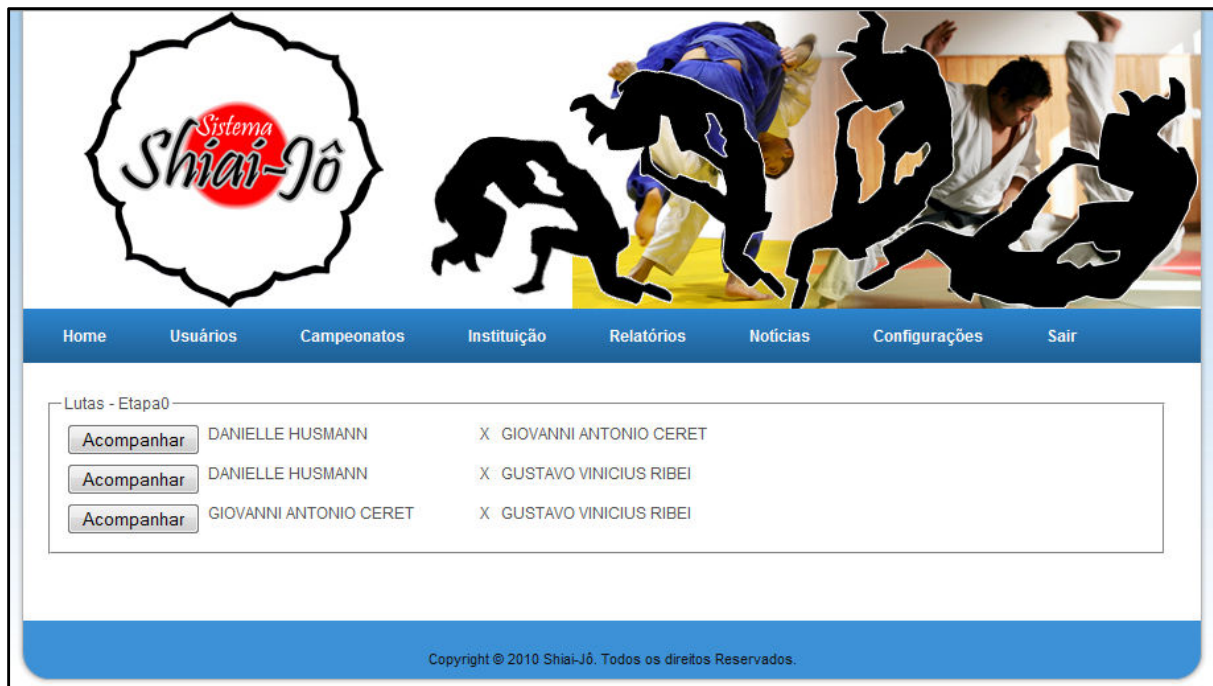 Sistema
Shiai-Jô
Home Usuários Campeonatos Instituição Relatórios Notícias Configurações Sair
Lutas - Etapa0
Acompanhar DANIELLE HUSMANN X GIOVANNI ANTONIO CERET
Acompanhar DANIELLE HUSMANN X GUSTAVO VINICIUS RIBEI
Acompanhar GIOVANNI ANTONIO CERET X GUSTAVO VINICIUS RIBEI
Copyright © 2010 Shiai-Jô. Todos os direitos Reservados.